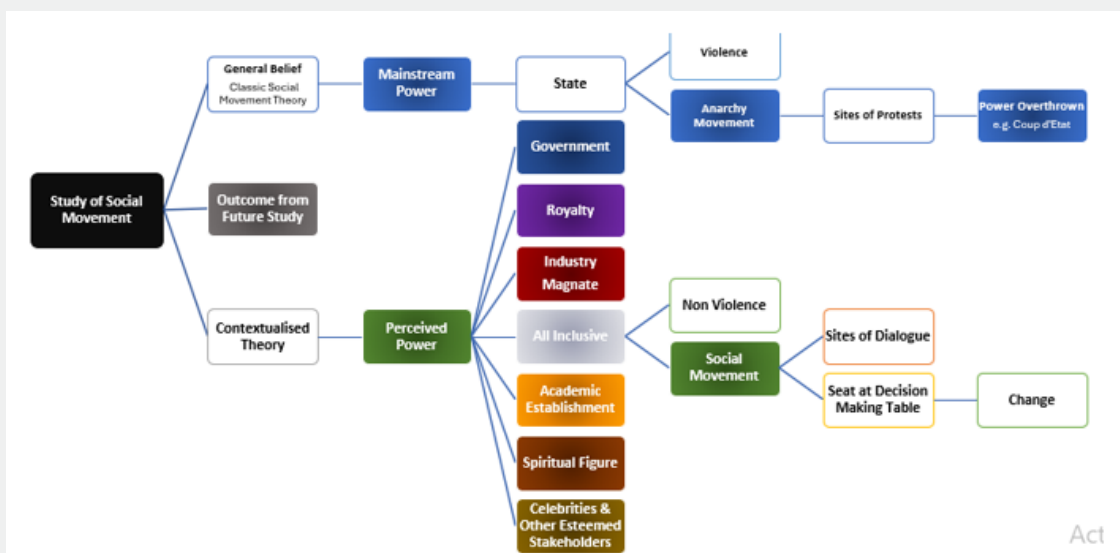 General Belief
Classic Social
Movement Theory
Mainstream
Power
State
Violence
Anarchy
Movement
Sites of Protests
Power Overthrown
e.g. Coup d'Etat
Study of Social
Movement
Outcome from
Future Study
Contextualised
Theory
Perceived
Power
Government
Royalty
Industry
Magnate
All Inclusive
Academic
Establishment
Spiritual Figure
Celebrities &
Other Esteemed
Stakeholders
Non Violence
Social
Movement
Sites of Dialogue
Seat at Decision
Making Table
Change
Act